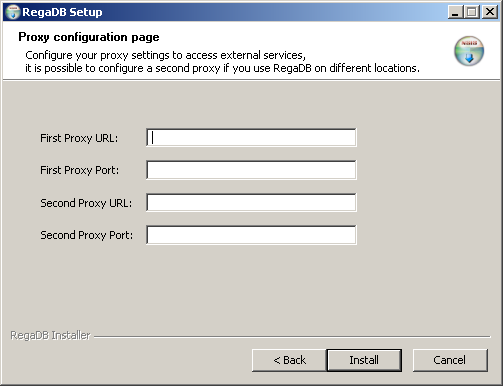 RegaDB Setup
Proxy configuration page
Configure your proxy settings to access external services,
it is possible to configure a second proxy if you use RegaDB on different locations.
First Proxy URL:
First Proxy Port:
Second Proxy URL:
Second Proxy Port:
RegaDB Installer
< Back Install Cancel